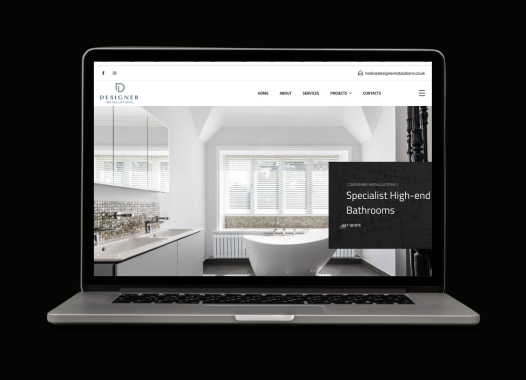 hello@designerinstallations.co.uk
DESIGNER
INSTALLATIONS
HOME ABOUT SERVICES PROJECTS CONTACTS
[ DESIGNER INSTALLATIONS ]
Specialist High-end
Bathrooms
GET QUOTE